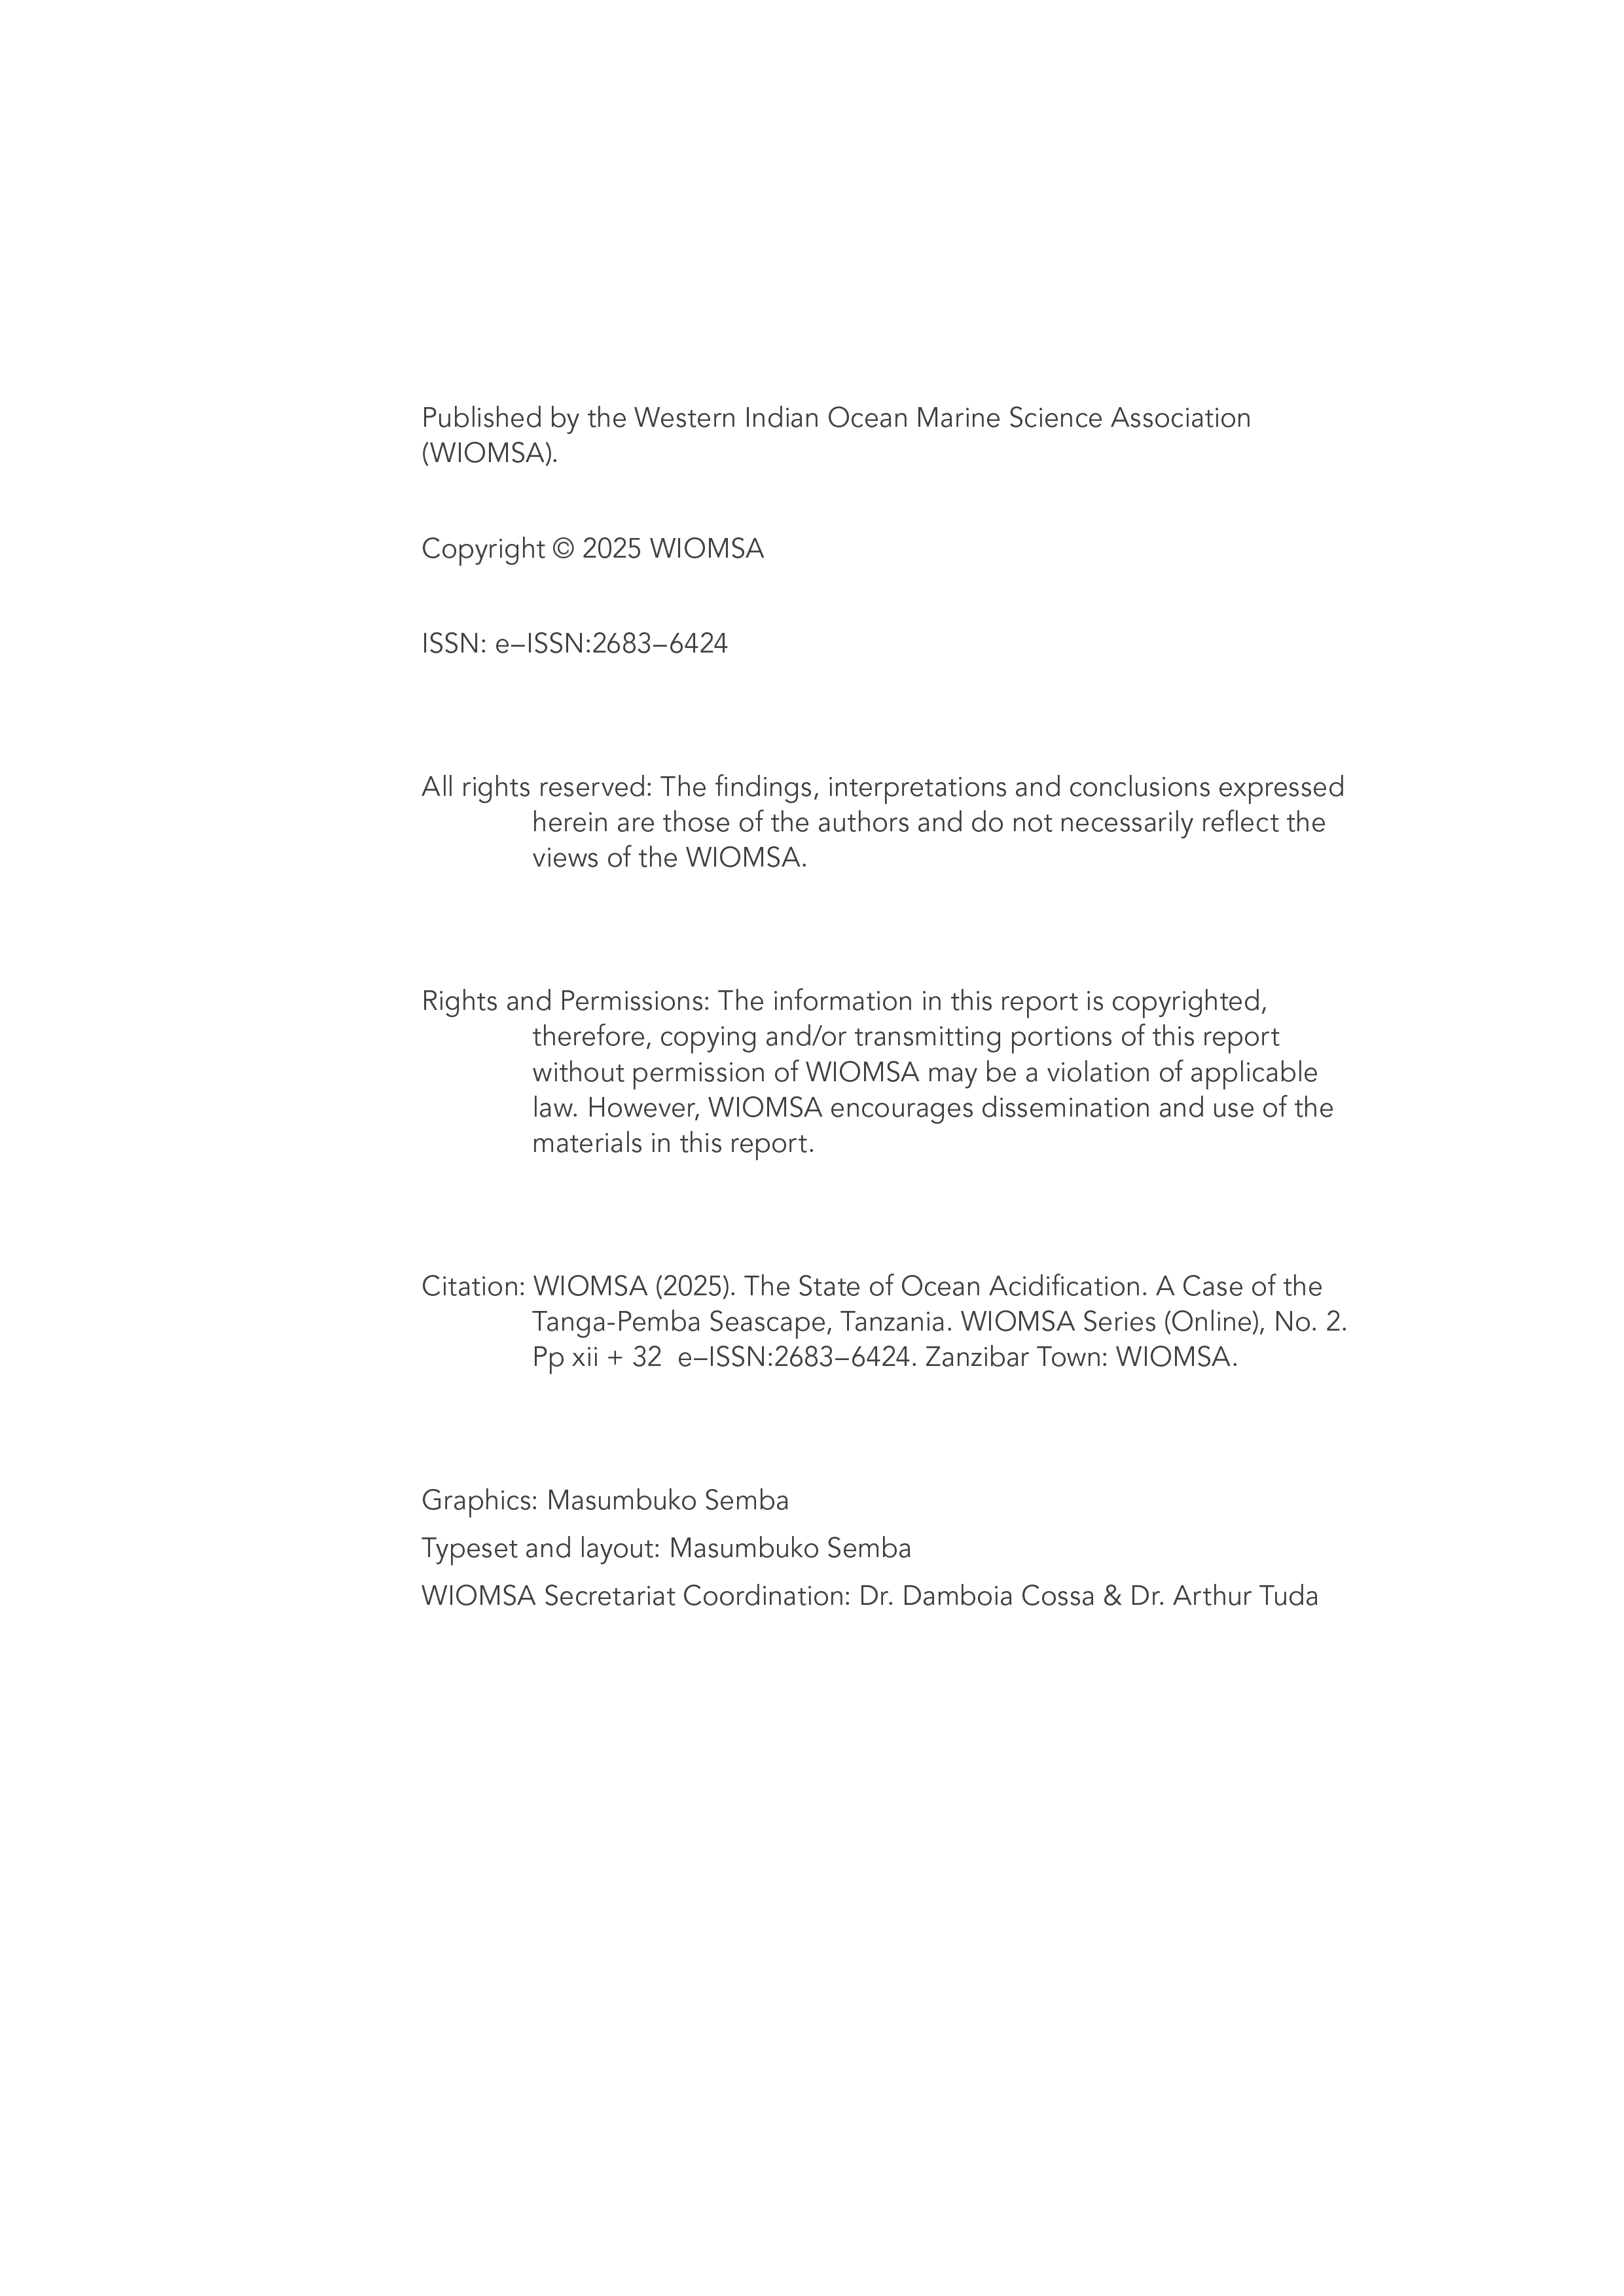 Published by the Western Indian Ocean Marine Science Association
(WIOMSA).
Copyright © 2025 WIOMSA
ISSN: e–ISSN:2683–6424
All rights reserved: The findings, interpretations and conclusions expressed
herein are those of the authors and do not necessarily reflect the
views of the WIOMSA.
Rights and Permissions: The information in this report is copyrighted,
therefore, copying and/or transmitting portions of this report
without permission of WIOMSA may be a violation of applicable
law. However, WIOMSA encourages dissemination and use of the
materials in this report.
Citation: WIOMSA (2025). The State of Ocean Acidification. A Case of the
Tanga-Pemba Seascape, Tanzania. WIOMSA Series (Online), No. 2.
Pp xii + 32  e–ISSN:2683–6424. Zanzibar Town: WIOMSA.
Graphics: Masumbuko Semba
Typeset and layout: Masumbuko Semba
WIOMSA Secretariat Coordination: Dr. Damboia Cossa & Dr. Arthur Tuda